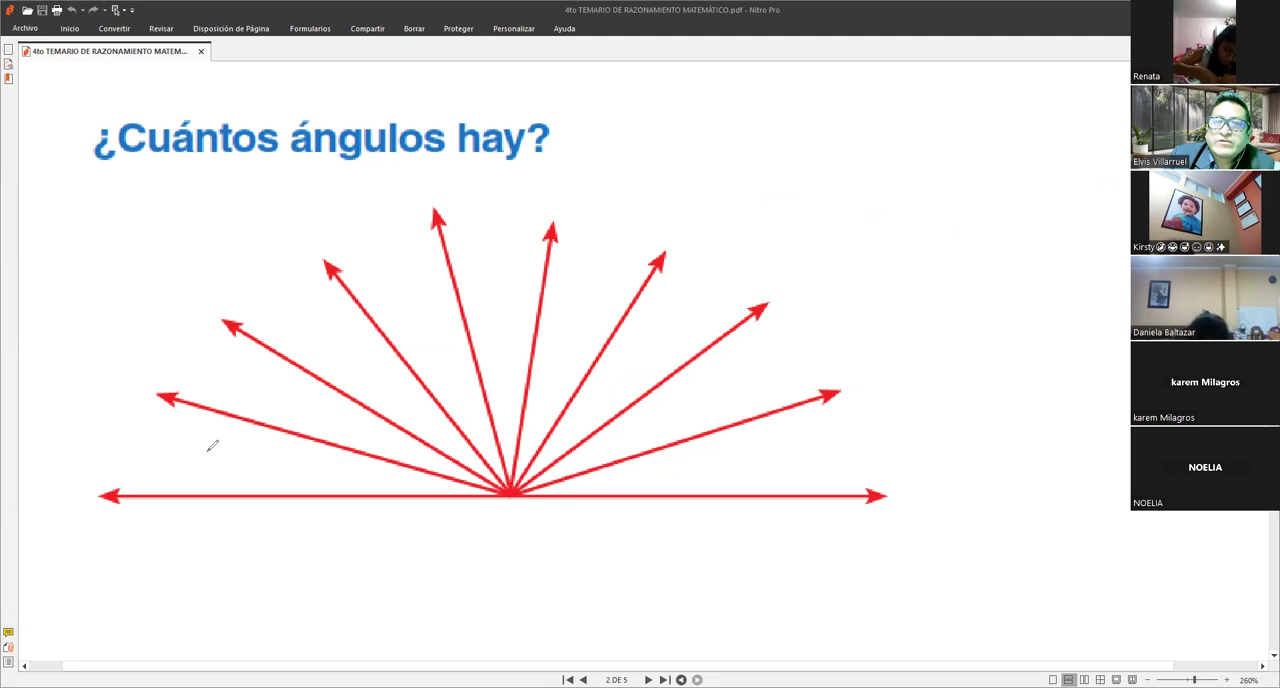 4to TEMARIO DE RAZONAMIENTO MATEMÁTICO.pdf - Nitro Pro
Archivo Inicio Convertir Revisar Disposición de Página Formularios Compartir Borrar Proteger Personalizar Ayuda
4to TEMARIO DE RAZONAMIENTO MATEM...
¿Cuántos ángulos hay?
Renata
Elvis Villarruel
Kirsty
Daniela Baltazar
karem Milagros
karem Milagros
NOELIA
NOELIA
2 DE 5
260%